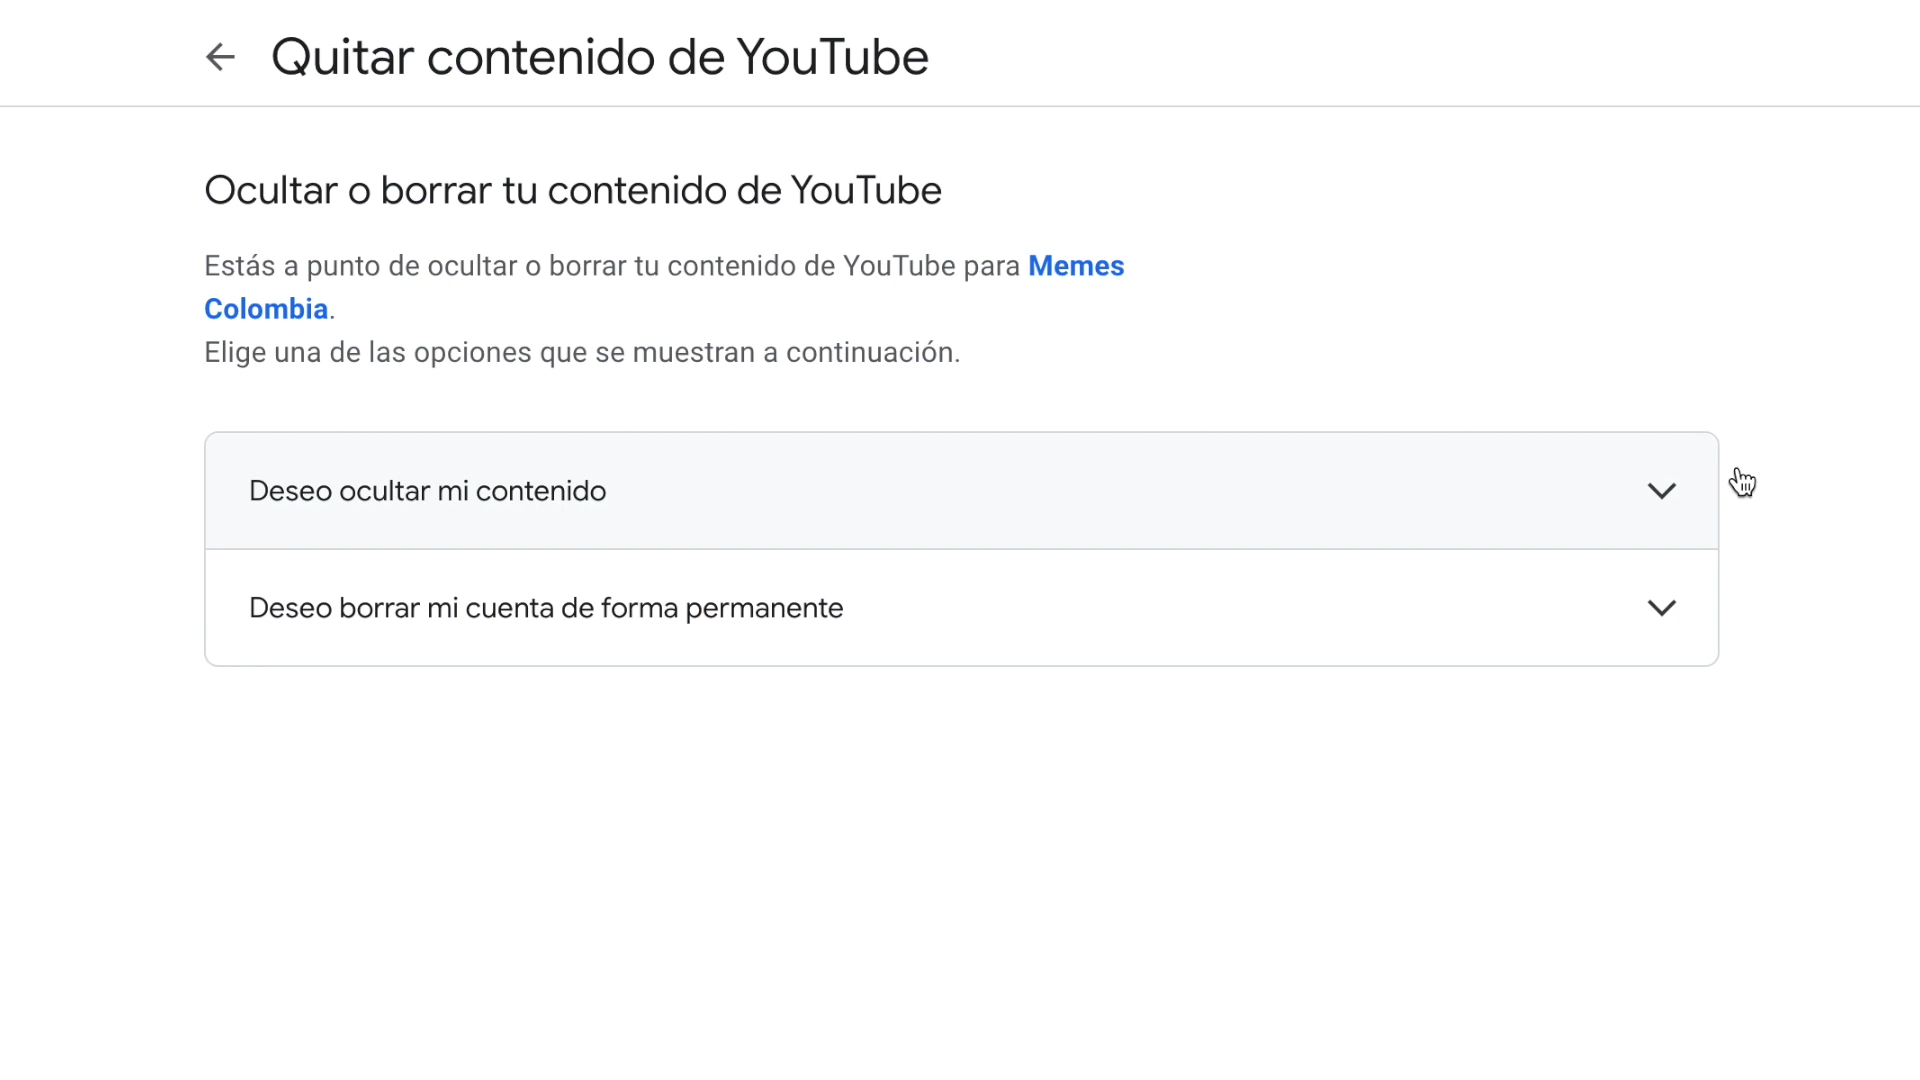 Quitar contenido de YouTube
Ocultar o borrar tu contenido de YouTube
Estás a punto de ocultar o borrar tu contenido de YouTube para Memes
Colombia.
Elige una de las opciones que se muestran a continuación.
Deseo ocultar mi contenido
Deseo borrar mi cuenta de forma permanente